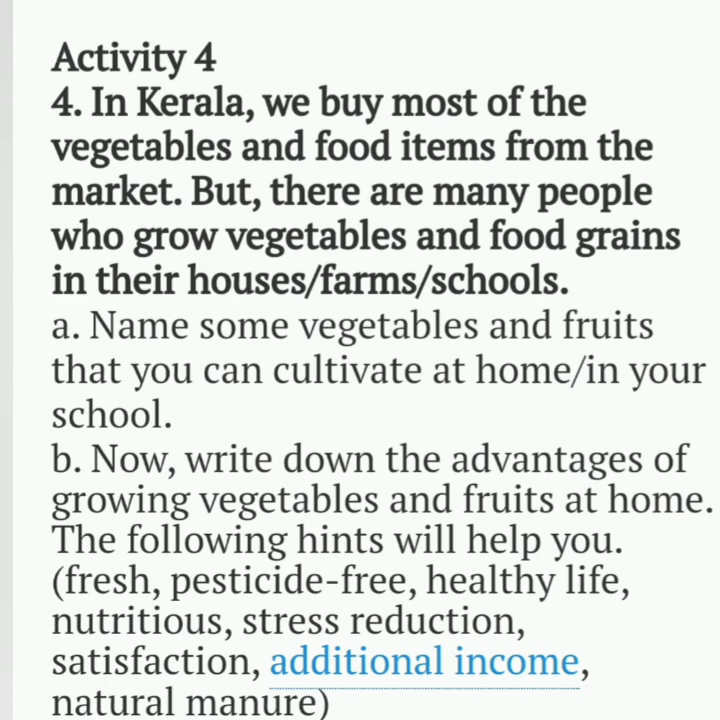 Activity 4
4. In Kerala, we buy most of the
vegetables and food items from the
market. But, there are many people
who grow vegetables and food grains
in their houses/farms/schools.
a. Name some vegetables and fruits
that you can cultivate at home/in your
school.
b. Now, write down the advantages of
growing vegetables and fruits at home.
The following hints will help you.
(fresh, pesticide-free, healthy life,
nutritious, stress reduction,
satisfaction, additional income,
natural manure)